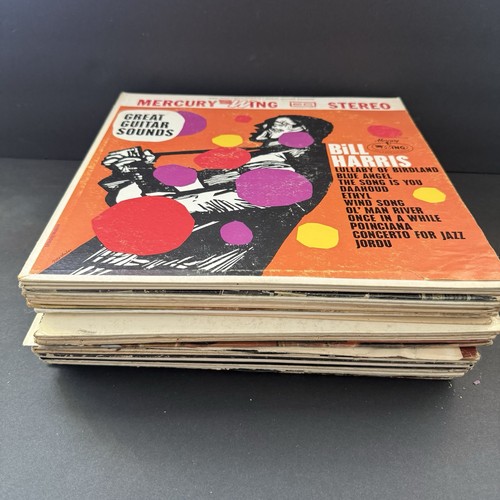 MERCURY WING STEREO
GREAT
GUITAR
SOUNDS
WING
BILL
HARRIS
LULLABY OF BIRDLAND
BLUE ANGEL
THE SONG IS YOU
DAAHOUD
ETHYL
WIND SONG
OL' MAN RIVER
ONCE IN A WHILE
POINCIANA
CONCERTO FOR JAZZ
JORDU